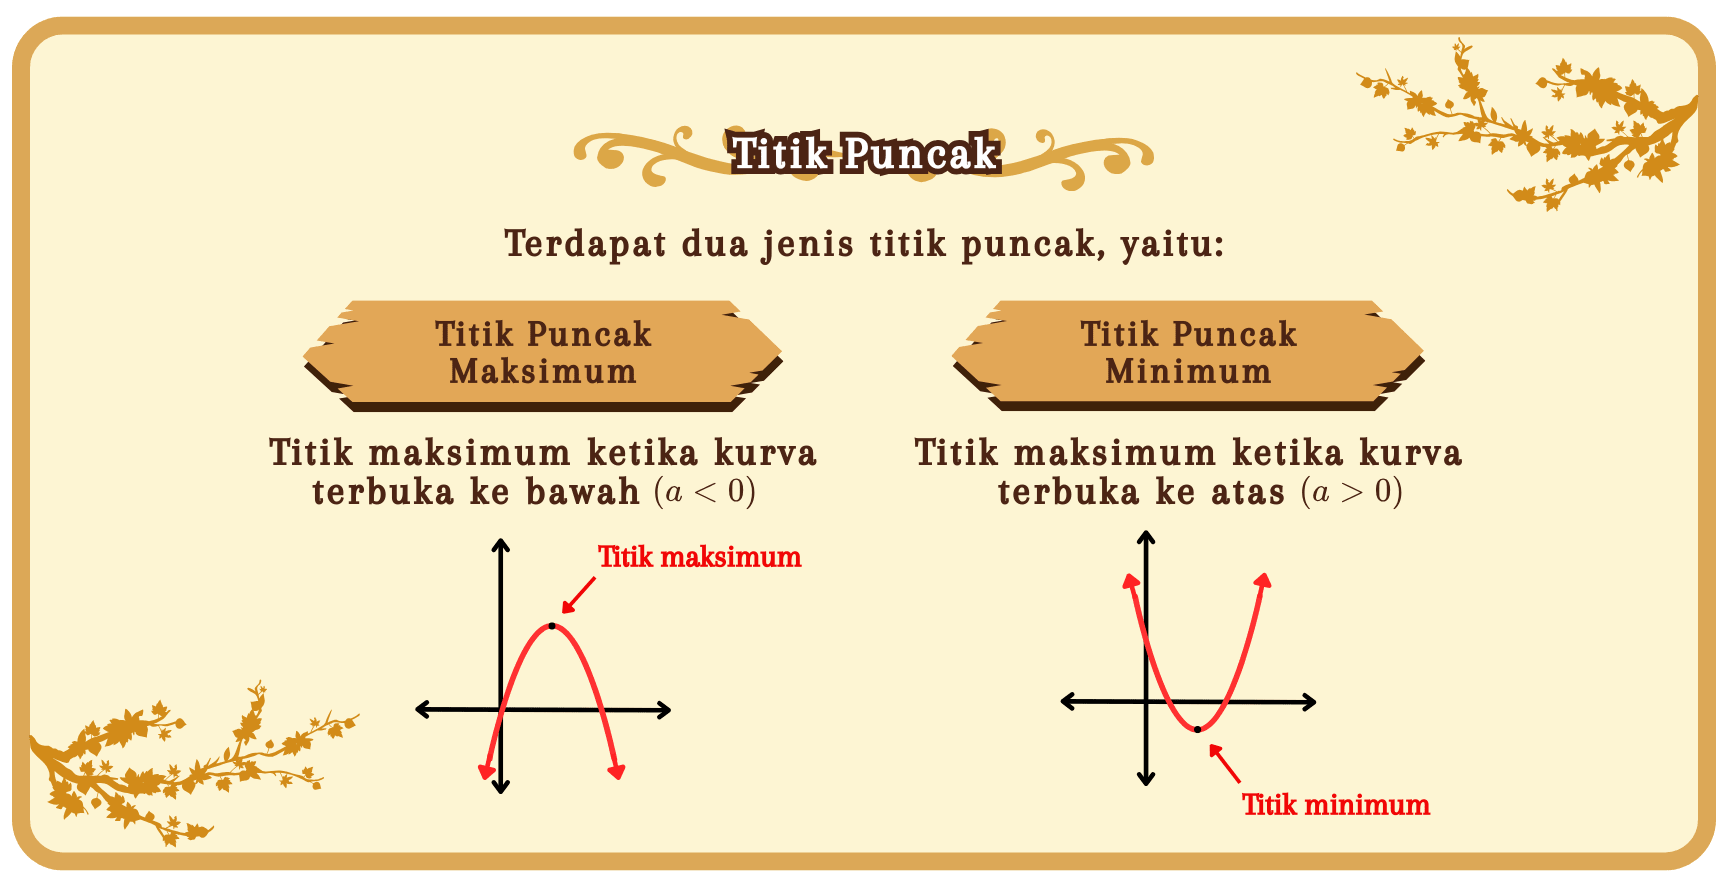 Titik Puncak
Terdapat dua jenis titik puncak, yaitu:
Titik Puncak
Maksimum
Titik maksimum ketika kurva
terbuka ke bawah (a < 0)
Titik maksimum
Titik Puncak
Minimum
Titik maksimum ketika kurva
terbuka ke atas (a > 0)
Titik minimum